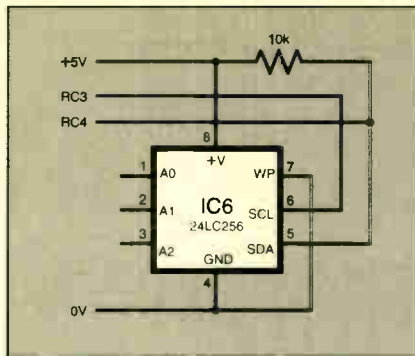 10k
+5V
RC3
RC4
8
+V
1 A0 WP 7
IC6
2 A1 SCL 6
24LC256
3 A2 SDA 5
GND
4
0V